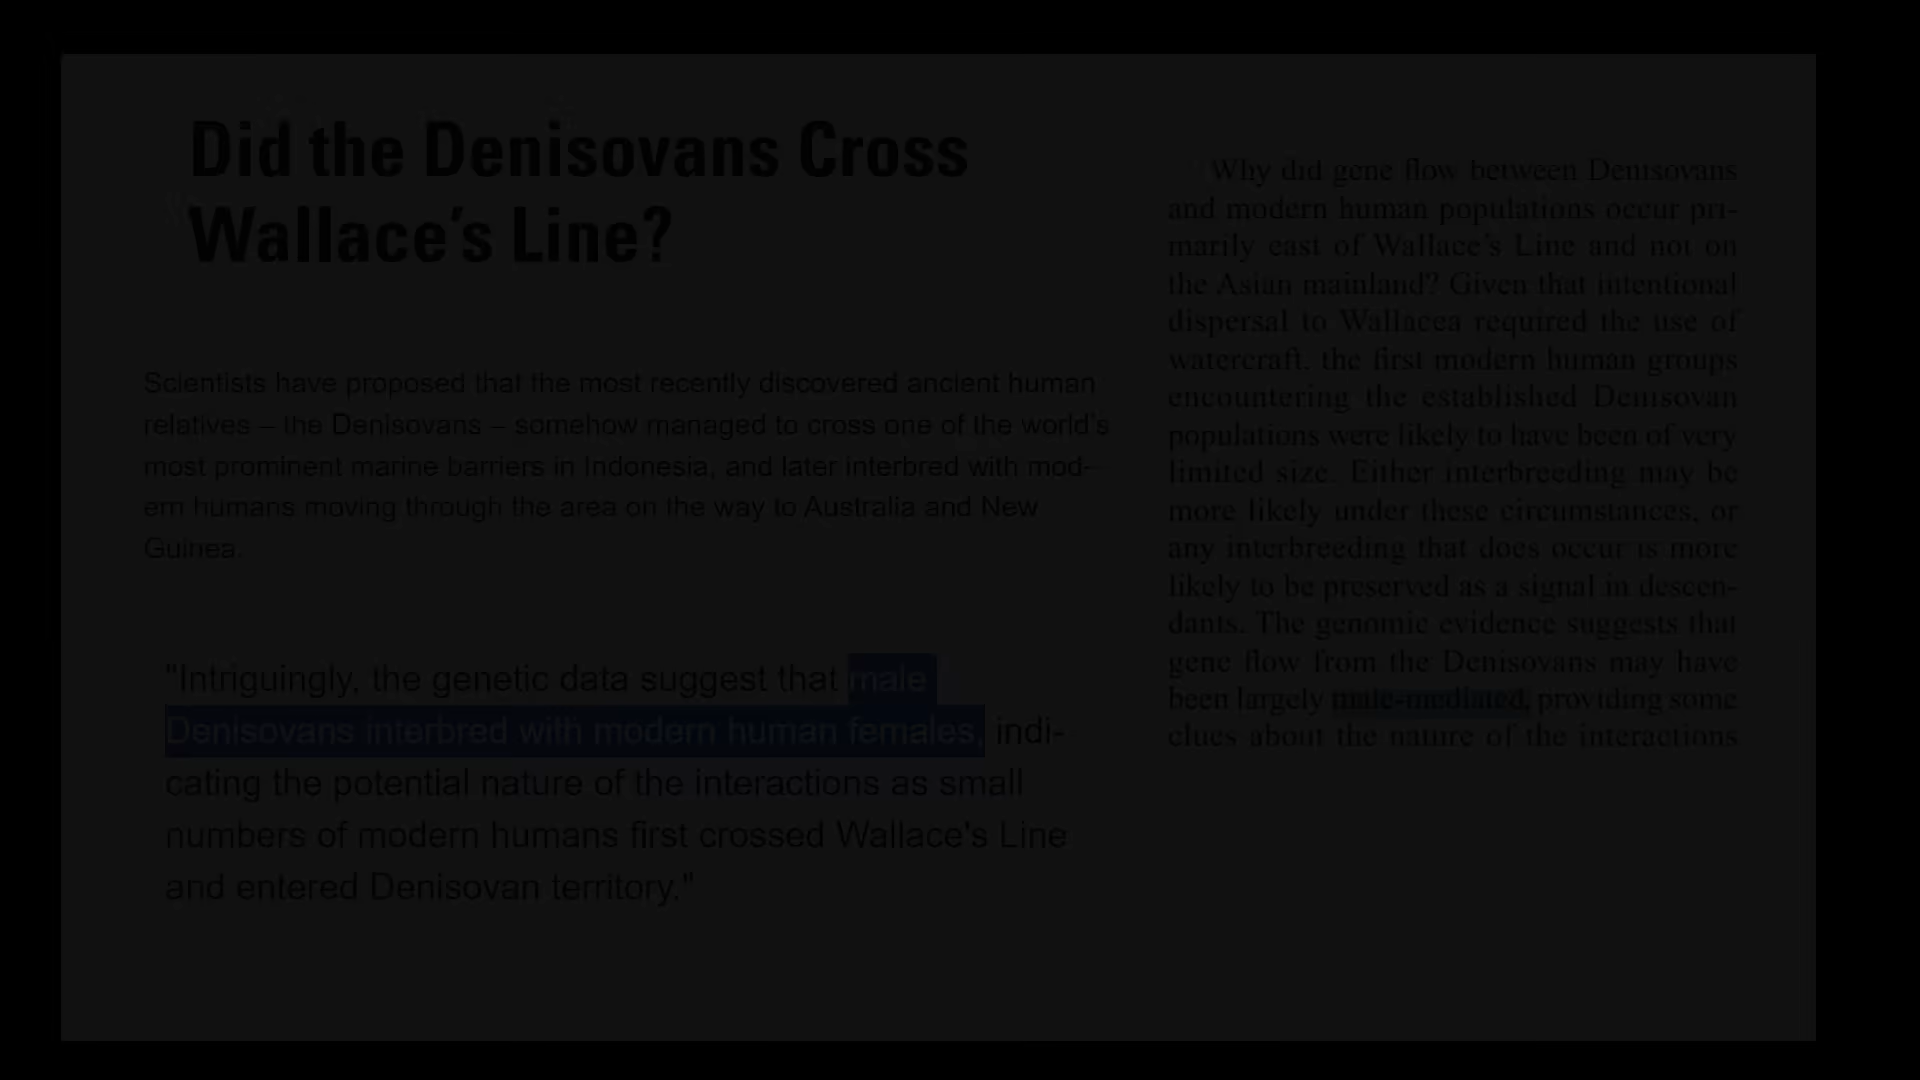 Did the Denisovans Cross
Wallace's Line?
Scientists have proposed that the most recently discovered ancient human
relatives – the Denisovans – somehow managed to cross one of the world's
most prominent marine barriers in Indonesia, and later interbred with mod-
ern humans moving through the area on the way to Australia and New
Guinea.
"Intriguingly, the genetic data suggest that male
Denisovans interbred with modern human females, indi-
cating the potential nature of the interactions as small
numbers of modern humans first crossed Wallace's Line
and entered Denisovan territory."
Why did gene flow between Denisovans
and modern human populations occur pri-
marily east of Wallace's Line and not on
the Asian mainland? Given that intentional
dispersal to Wallacea required the use of
watercraft, the first modern human groups
encountering the established Denisovan
populations were likely to have been of very
limited size. Either interbreeding may be
more likely under these circumstances, or
any interbreeding that does occur is more
likely to be preserved as a signal in descen-
dants. The genomic evidence suggests that
gene flow from the Denisovans may have
been largely male-mediated, providing some
clues about the nature of the interactions